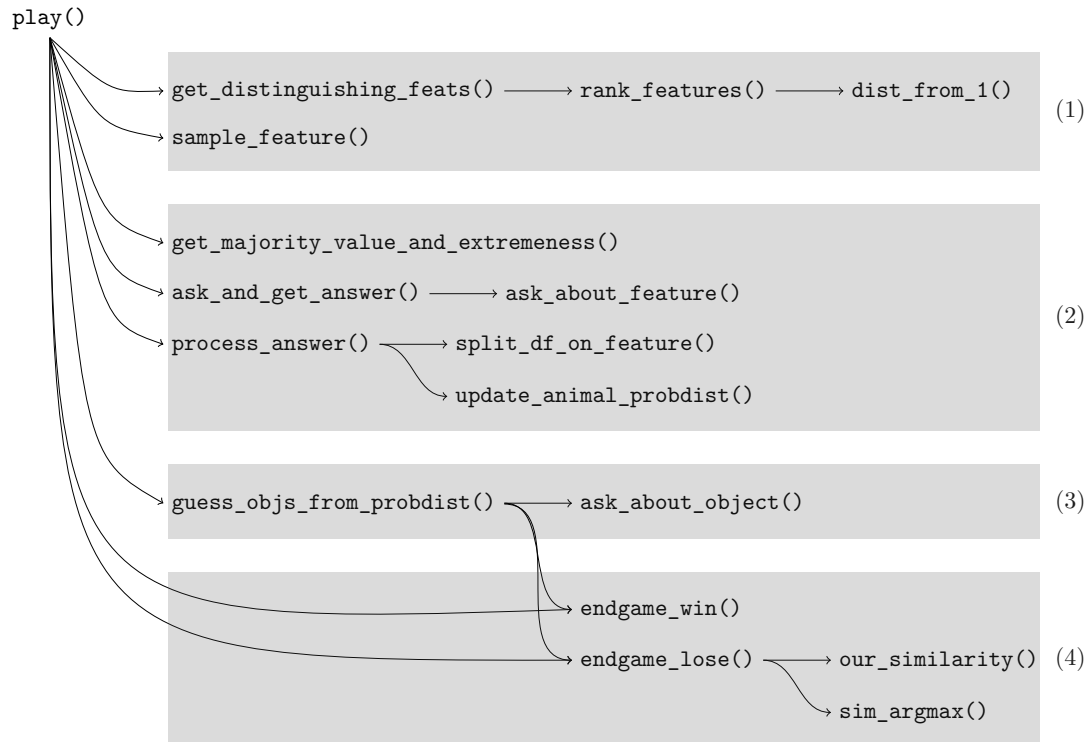 play()
get_distinguishing_feats() rank_features() dist_from_1()
(1)
sample_feature()
get_majority_value_and_extremeness()
ask_and_get_answer() ask_about_feature()
(2)
process_answer() split_df_on_feature()
update_animal_probdist()
guess_objs_from_probdist() ask_about_object() (3)
endgame_win()
endgame_lose() our_similarity() (4)
sim_argmax()